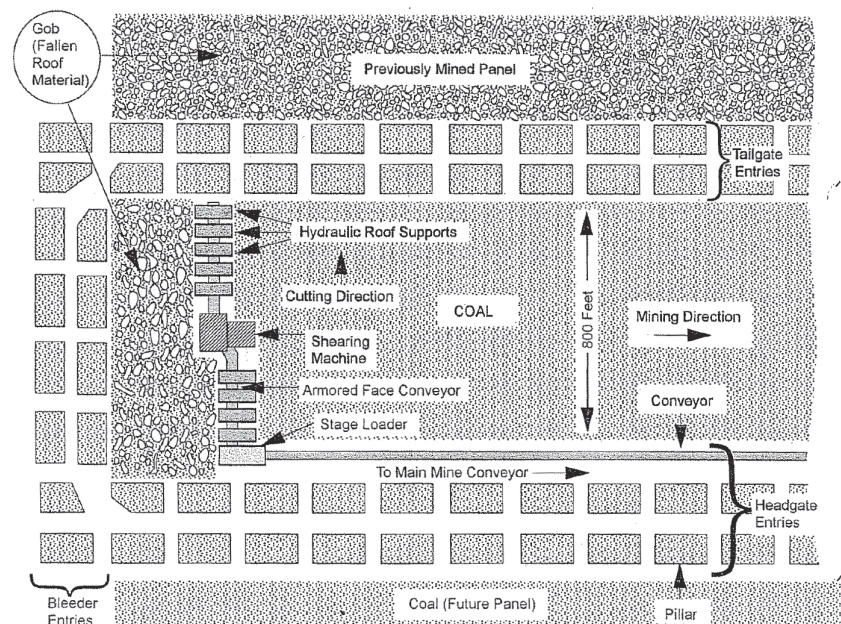 Gob
(Fallen
Roof
Material)
Previously Mined Panel
Tailgate
Entries
Hydraulic Roof Supports
Cutting Direction
COAL
800 Feet
Mining Direction
Shearing
Machine
Armored Face Conveyor
Conveyor
Stage Loader
To Main Mine Conveyor
Headgate
Entries
Bleeder
Entries
Coal (Future Panel)
Pillar